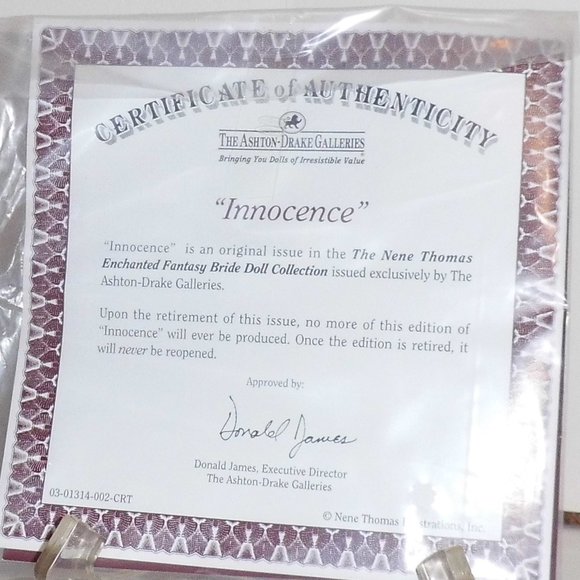 CERTIFICATE of AUTHENTICITY
THE ASHTON-DRAKE GALLERIES
Bringing You Dolls of Irresistible Value
"Innocence"
"Innocence" is an original issue in the The Nene Thomas
Enchanted Fantasy Bride Doll Collection issued exclusively by The
Ashton-Drake Galleries.
Upon the retirement of this issue, no more of this edition of
"Innocence" will ever be produced. Once the edition is retired, it
will never be reopened.
Approved by:
Donald James
Donald James, Executive Director
The Ashton-Drake Galleries
03-01314-002-CRT
© Nene Thomas Illustrations, Inc.